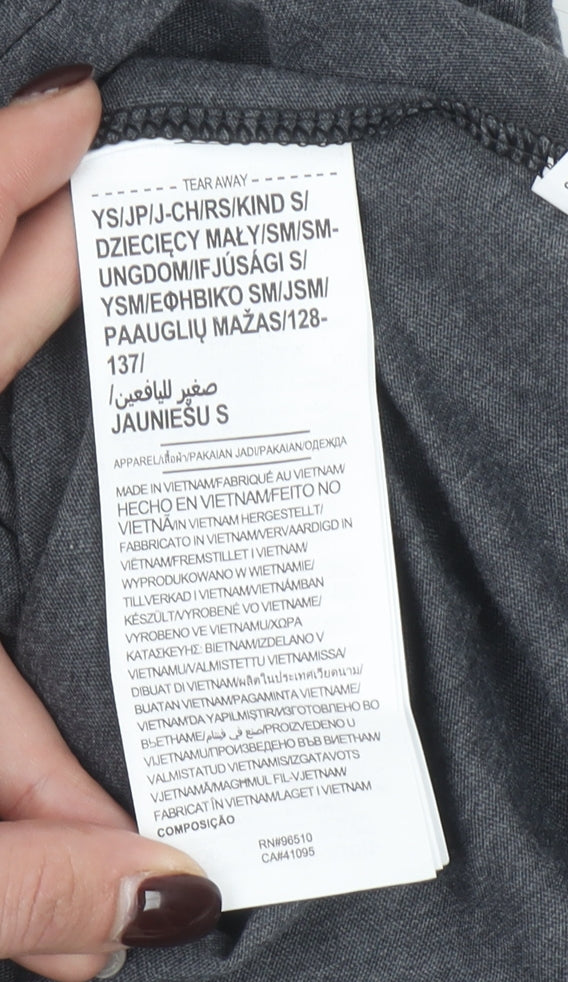 - - - - - - - TEAR AWAY - - - - - - -
YS/JP/J-CH/RS/KIND S/
DZIECIĘCY MAŁY/SM/SM-
UNGDOM/IFJÚSÁGI S/
YSM/ΕΦΗΒΙΚΌ SM/JSM/
PAAUGLIŲ MAŽAS/128-
137/
صغير لليافعين/
JAUNIEŠU S
APPAREL/เสื้อผ้า/PAKAIAN JADI/PAKAIAN/ОДЕЖДА
MADE IN VIETNAM/FABRIQUÉ AU VIETNAM/
HECHO EN VIETNAM/FEITO NO
VIETNÃ/IN VIETNAM HERGESTELLT/
FABBRICATO IN VIETNAM/VERVAARDIGD IN
VIETNAM/FREMSTILLET I VIETNAM/
WYPRODUKOWANO W WIETNAMIE/
TILLVERKAD I VIETNAM/VIETNÁMBAN
KÉSZÜLT/VYROBENÉ VO VIETNAME/
VYROBENO VE VIETNAMU/ΧΩΡΑ
ΚΑΤΑΣΚΕΥΗΣ: ΒΙΕΤΝΑΜ/IZDELANO V
VIETNAMU/VALMISTETTU VIETNAMISSA/
DIBUAT DI VIETNAM/ผลิตในประเทศเวียดนาม/
BUATAN VIETNAM/PAGAMINTA VIETNAME/
VIETNAM'DA YAPILMIŞTIR/ИЗГОТОВЛЕНО ВО
ВЬЕТНАМЕ/صنع في فيتنام/PROIZVEDENO U
VIJETNAMU/ПРОИЗВЕДЕНО ВЪВ ВИЕТНАМ/
VALMISTATUD VIETNAMIS/IZGATAVOTS
VJETNAMĀ/MAGHMUL FIL-VJETNAM/
FABRICAT ÎN VIETNAM/LAGET I VIETNAM
COMPOSIÇÃO
RN#96510
CA#41095